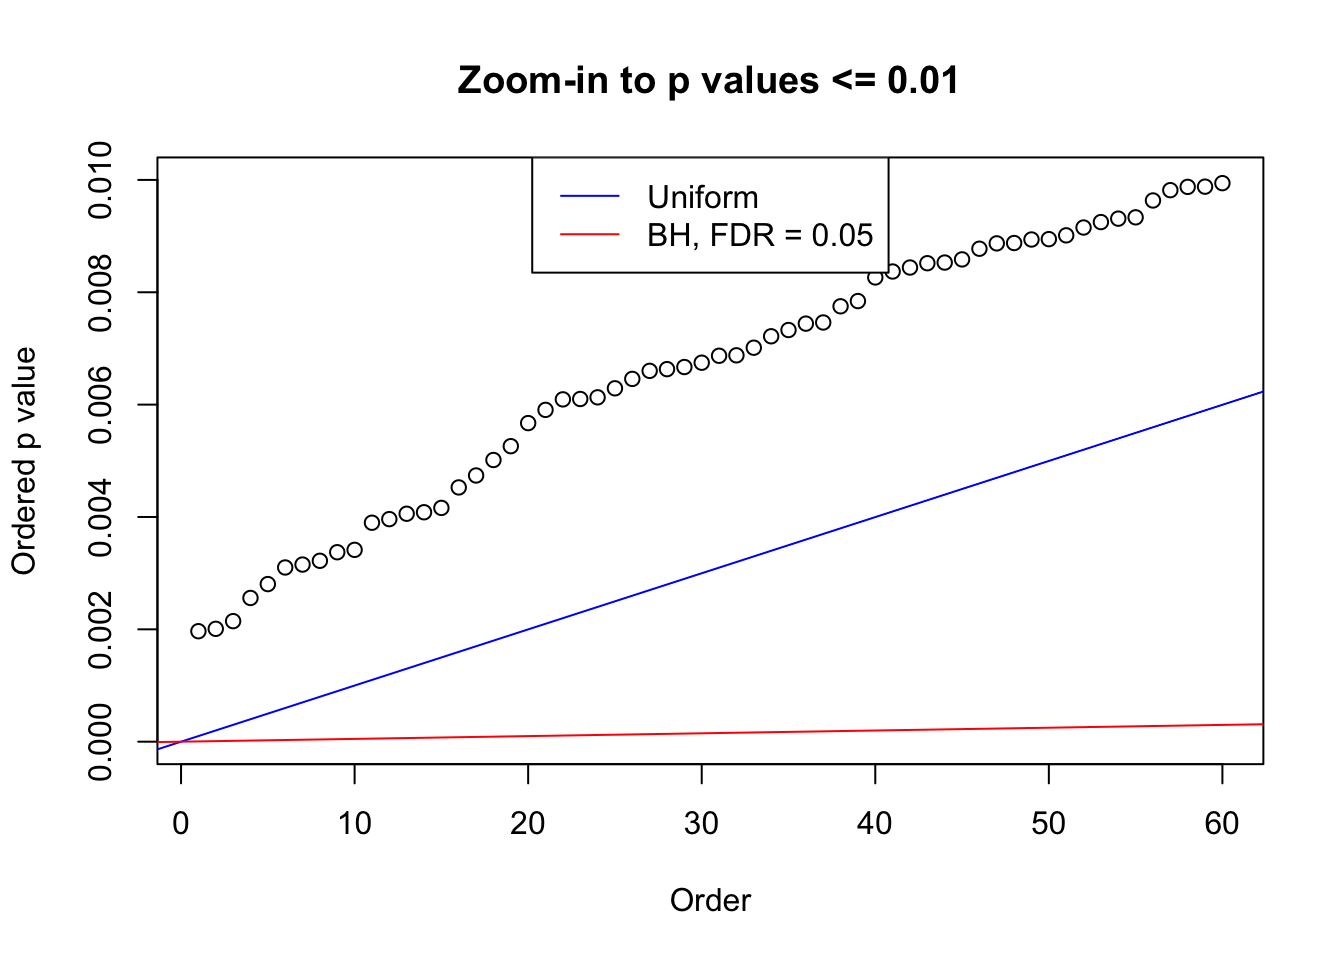 Zoom-in to p values <= 0.01
Uniform
BH, FDR = 0.05
Ordered p value
0.010
0.008
0.006
0.004
0.002
0.000
0 10 20 30 40 50 60
Order